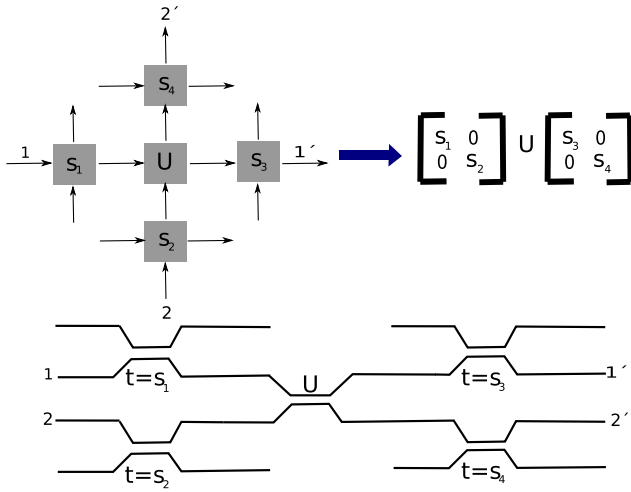 2´
S₄
1
S₁
U
S₃
1´
S₂
2
S₁ 0
0 S₂
U
S₃ 0
0 S₄
1
t=S₁
U
t=S₃
1´
2
2´
t=S₂
t=S₄